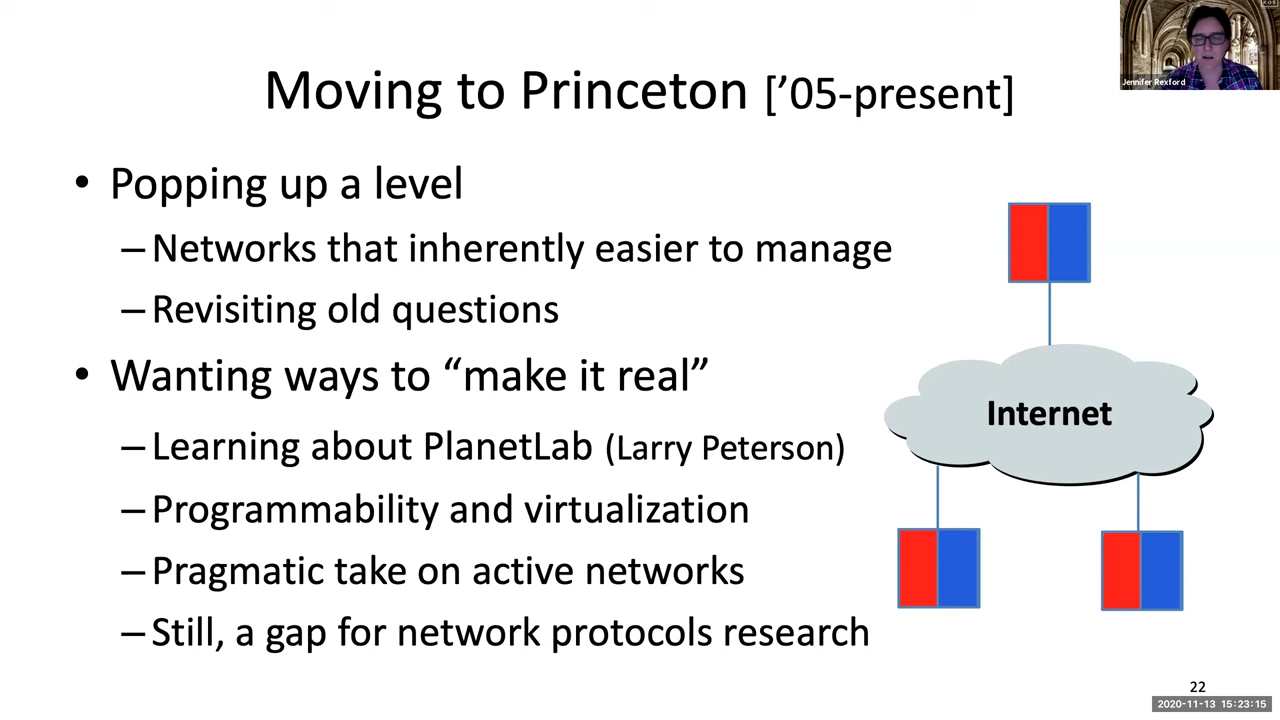 Moving to Princeton [’05-present]
• Popping up a level
–Networks that inherently easier to manage
–Revisiting old questions
• Wanting ways to “make it real”
–Learning about PlanetLab (Larry Peterson)
–Programmability and virtualization
–Pragmatic take on active networks
–Still, a gap for network protocols research
Internet
Jennifer Rexford
22
2020-11-13 15:23:15